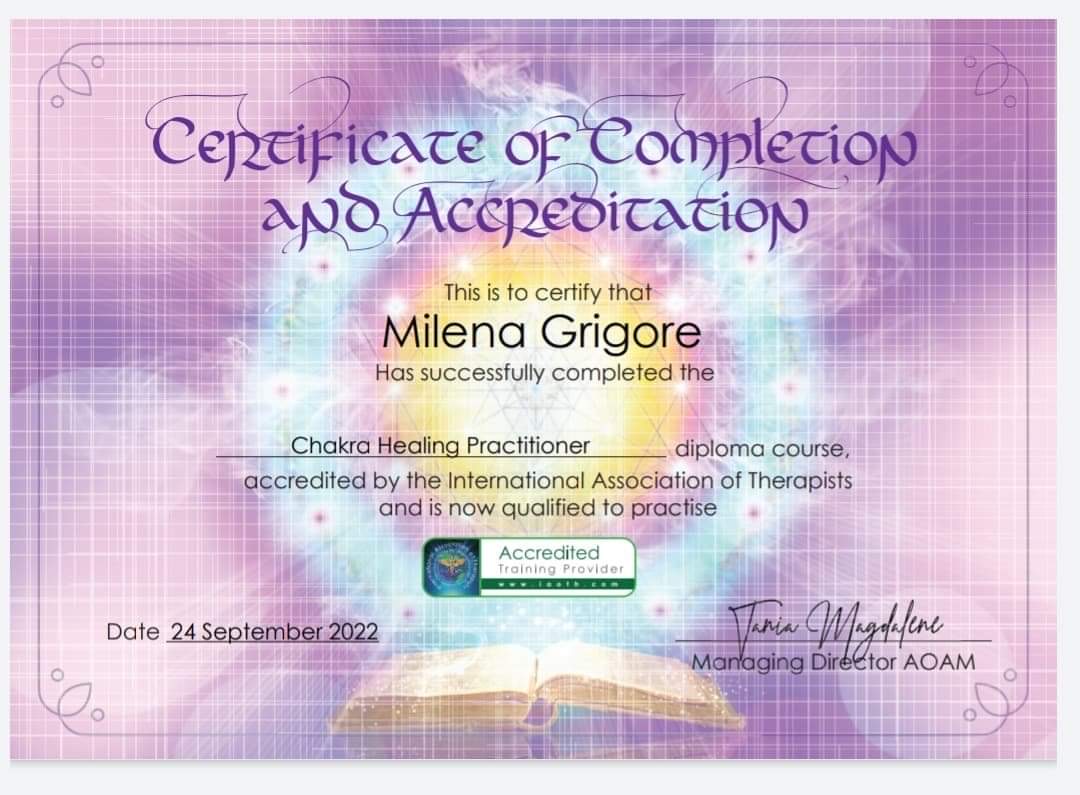 Certificate of Completion
and Accreditation
This is to certify that
Milena Grigore
Has successfully completed the
Chakra Healing Practitioner diploma course,
accredited by the International Association of Therapists
and is now qualified to practise
Accredited
Training Provider
www.iaoth.com
Date 24 September 2022
Tania Magdalene
Managing Director AOAM